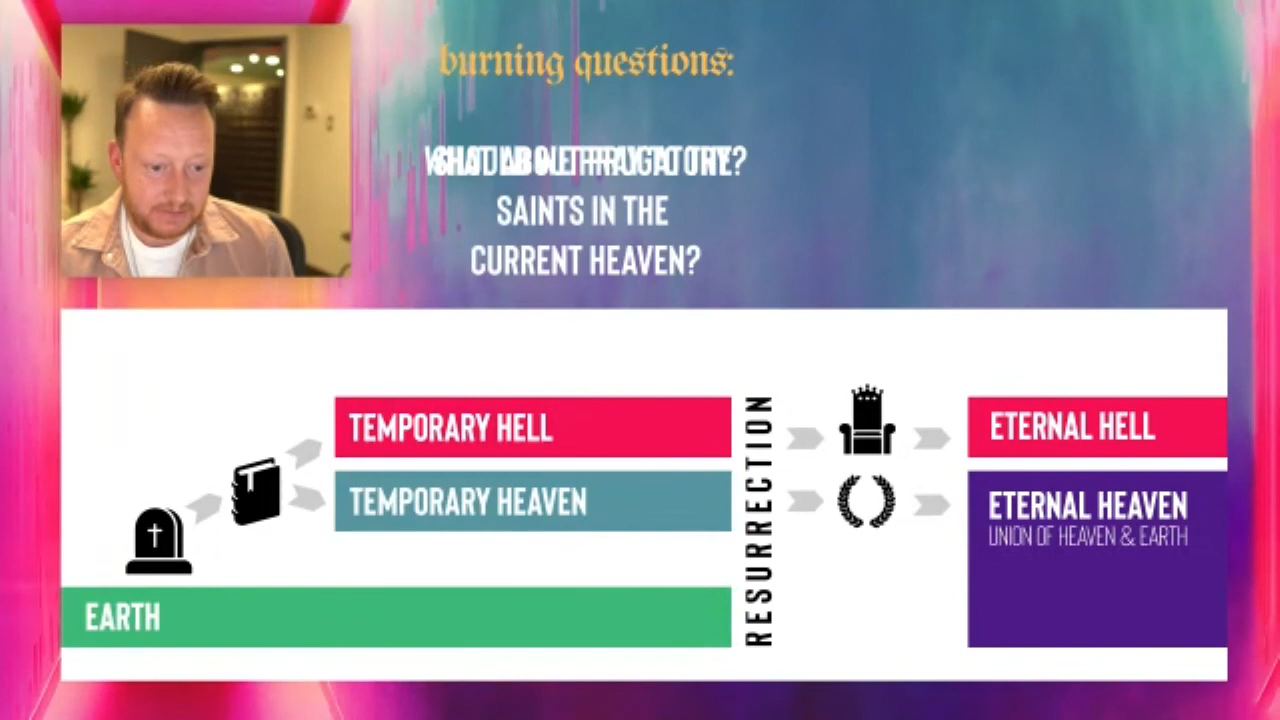 burning questions:
SAINTS IN THE
CURRENT HEAVEN?
TEMPORARY HELL
TEMPORARY HEAVEN
EARTH
RESURRECTION
ETERNAL HELL
ETERNAL HEAVEN
UNION OF HEAVEN & EARTH